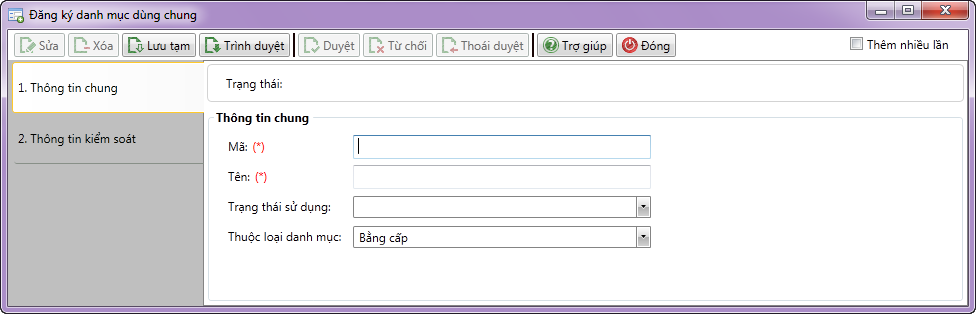 Đăng ký danh mục dùng chung
Sửa Xóa Lưu tạm Trình duyệt Duyệt Từ chối Thoái duyệt Trợ giúp Đóng Thêm nhiều lần
1. Thông tin chung
2. Thông tin kiểm soát
Trạng thái:
Thông tin chung
Mã: (*)
Tên: (*)
Trạng thái sử dụng:
Thuộc loại danh mục: Bằng cấp